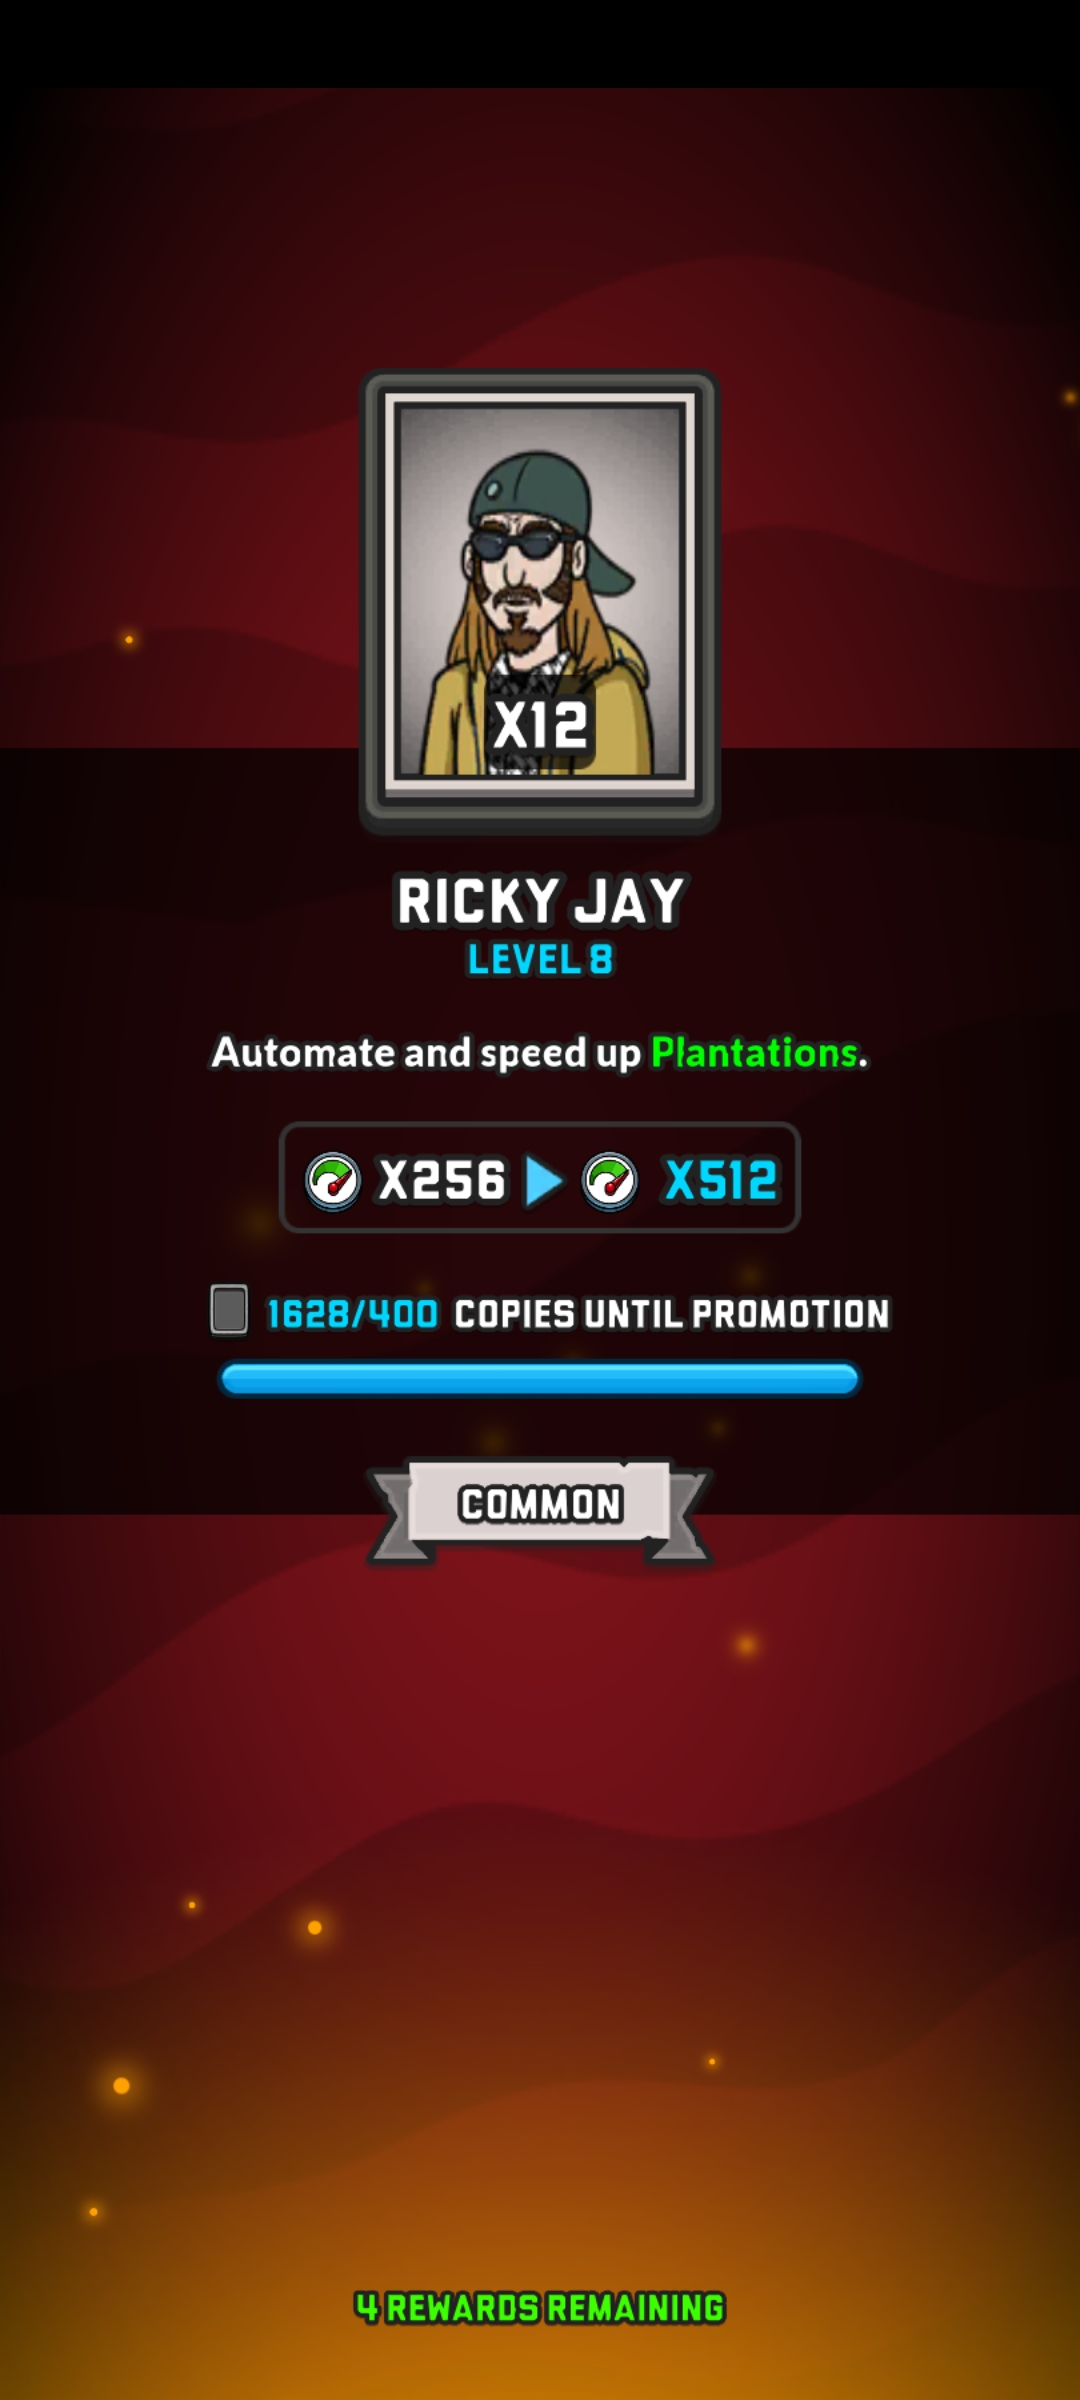 X12
RICKY JAY
LEVEL 8
Automate and speed up Plantations.
X256 X512
1628/400 COPIES UNTIL PROMOTION
COMMON
4 REWARDS REMAINING